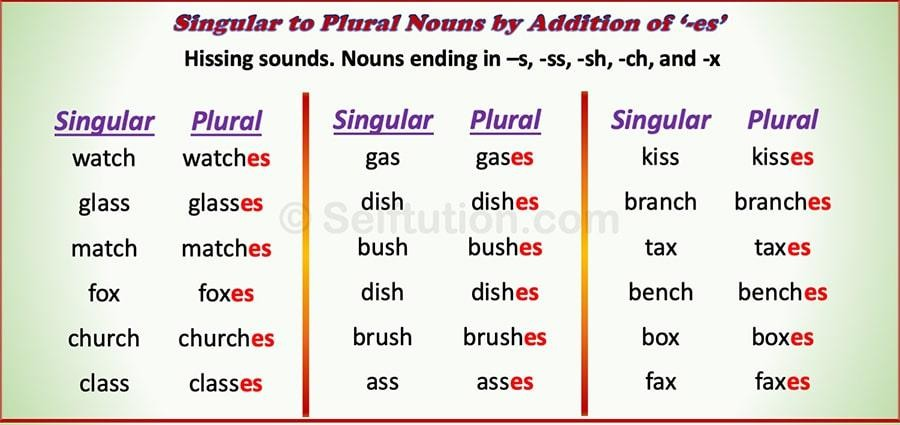 Singular to Plural Nouns by Addition of ‘-es’
Hissing sounds. Nouns ending in –s, -ss, -sh, -ch, and -x
Singular Plural Singular Plural Singular Plural
watch watches gas gases kiss kisses
glass glasses dish dishes branch branches
© Selftution.com
match matches bush bushes tax taxes
fox foxes dish dishes bench benches
church churches brush brushes box boxes
class classes ass asses fax faxes